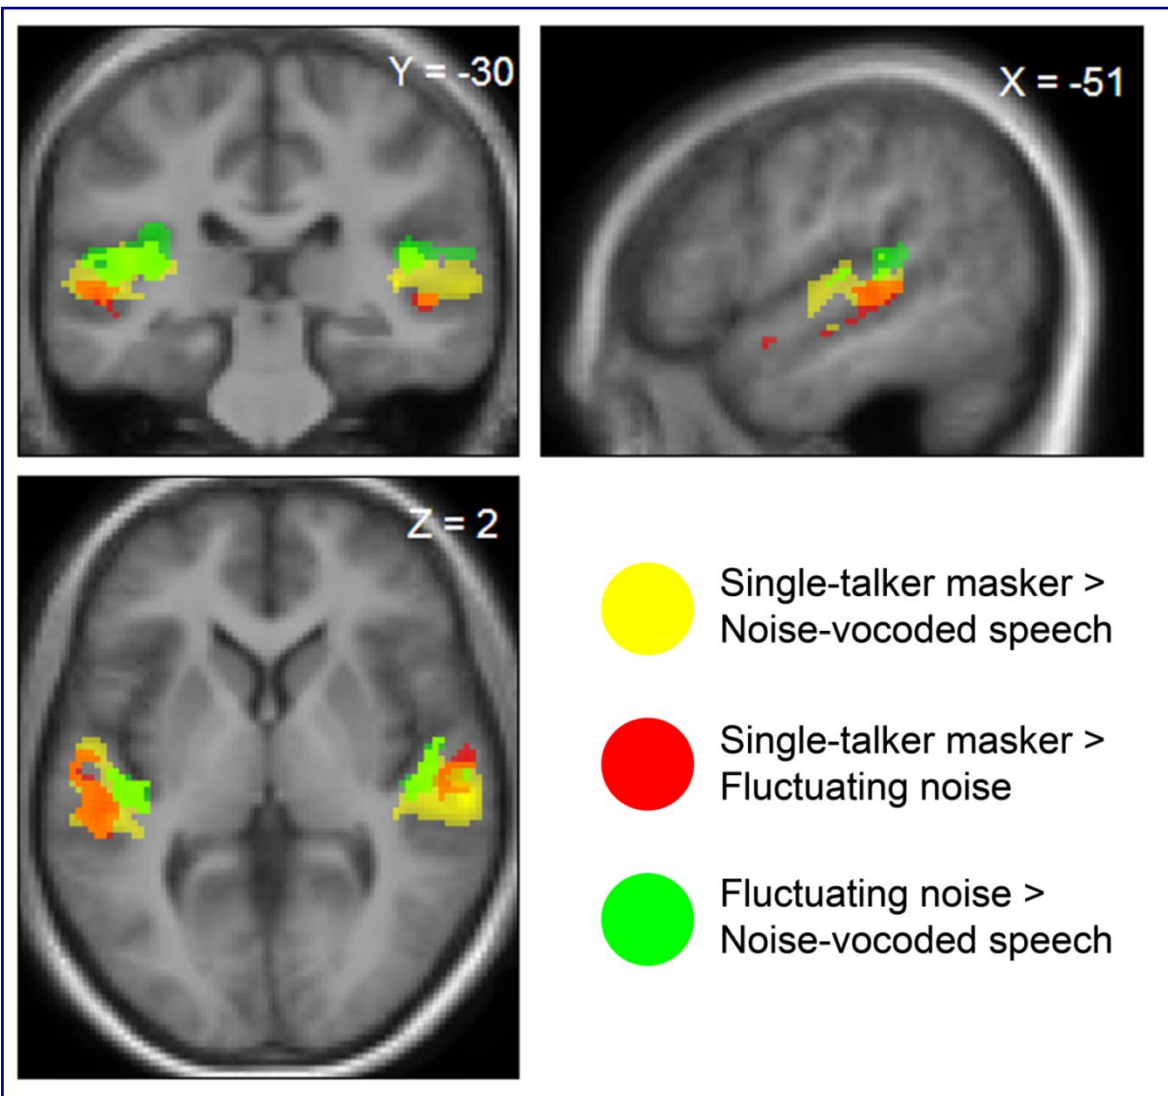 Y = -30
X = -51
Z = 2
Single-talker masker >
Noise-vocoded speech
Single-talker masker >
Fluctuating noise
Fluctuating noise >
Noise-vocoded speech